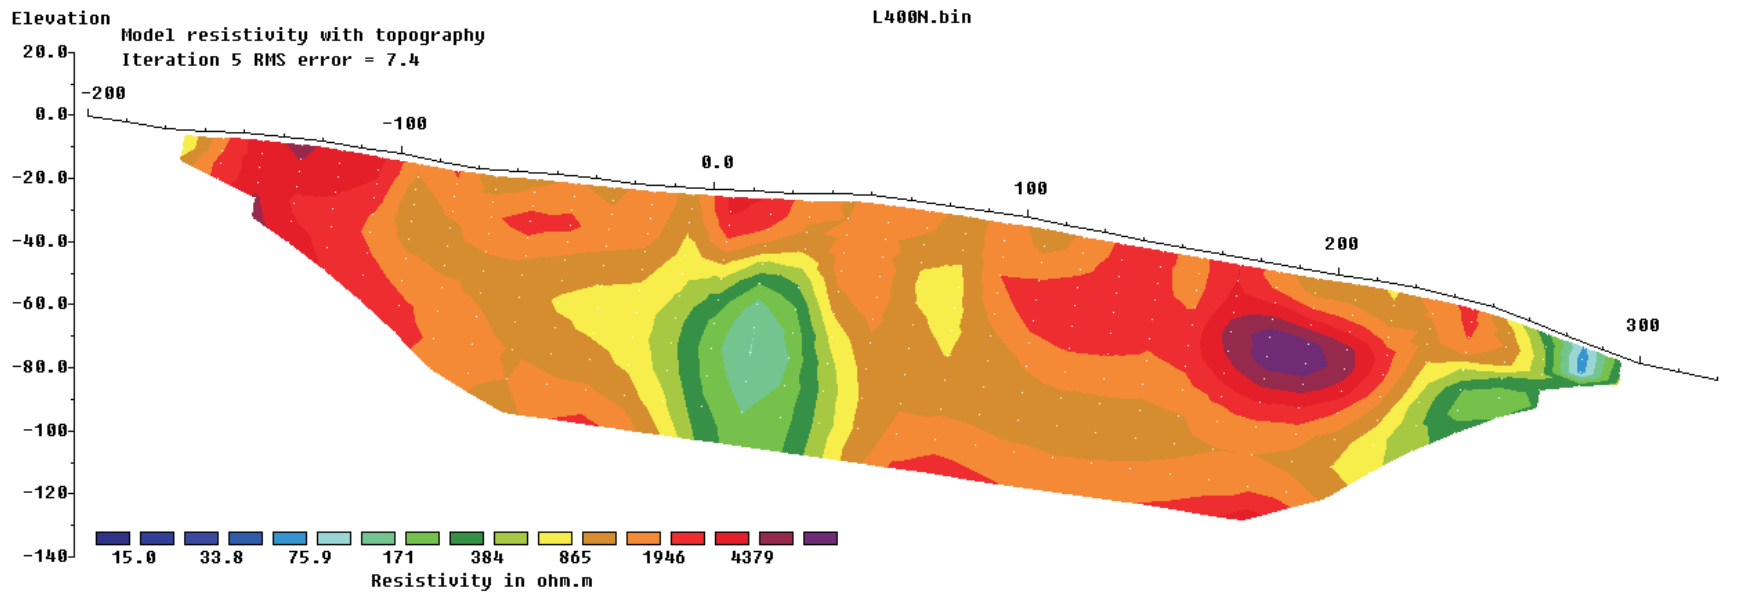 Elevation
L400N.bin
Model resistivity with topography
Iteration 5 RMS error = 7.4
20.0
-200
0.0
-100
-20.0
0.0
100
-40.0
200
-60.0
300
-80.0
-100
-120
-140
15.0 33.8 75.9 171 384 865 1946 4379
Resistivity in ohm.m